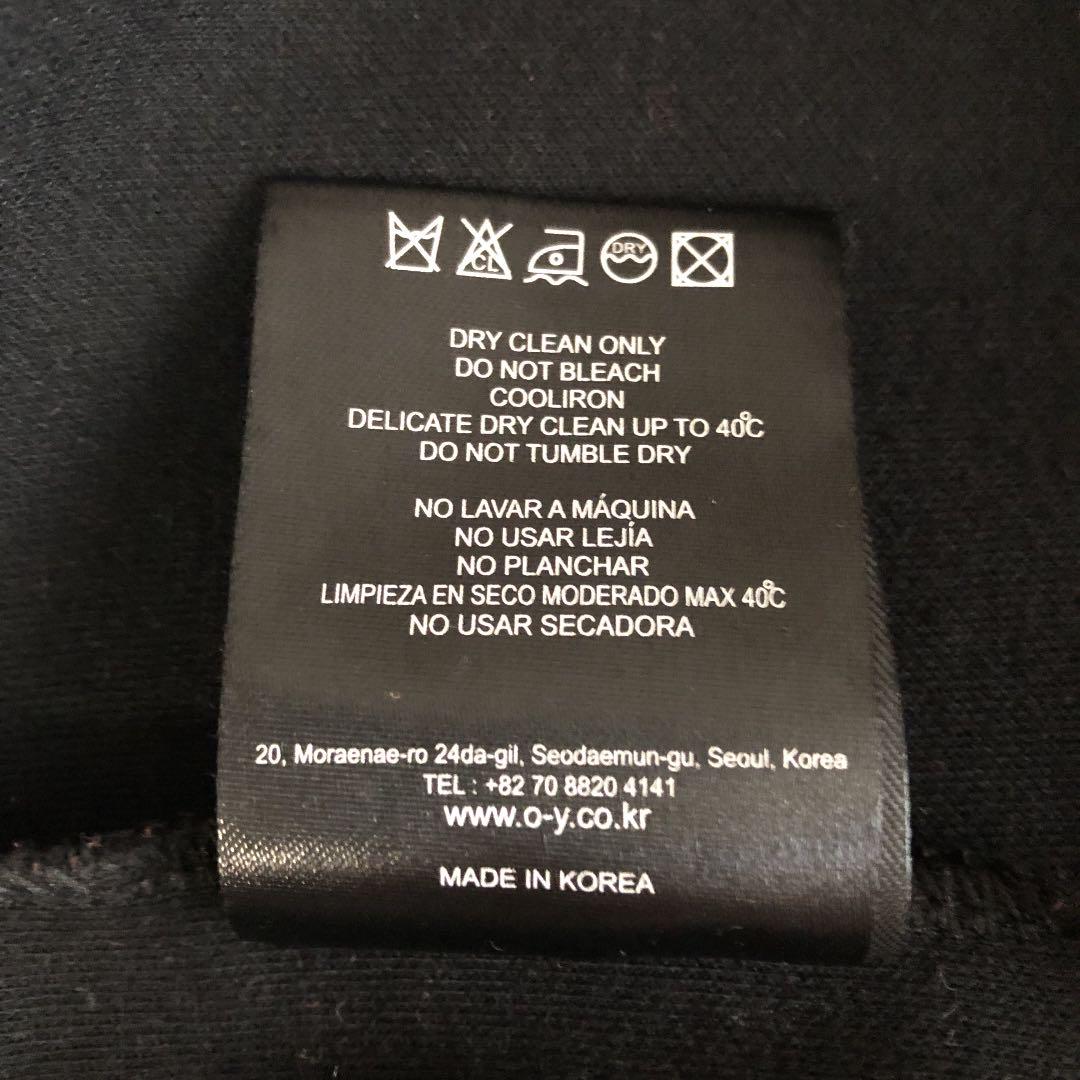 CL
DRY
DRY CLEAN ONLY
DO NOT BLEACH
COOLIRON
DELICATE DRY CLEAN UP TO 40℃
DO NOT TUMBLE DRY
NO LAVAR A MÁQUINA
NO USAR LEJÍA
NO PLANCHAR
LIMPIEZA EN SECO MODERADO MAX 40℃
NO USAR SECADORA
20, Moraenae-ro 24da-gil, Seodaemun-gu, Seoul, Korea
TEL : +82 70 8820 4141
www.o-y.co.kr
MADE IN KOREA